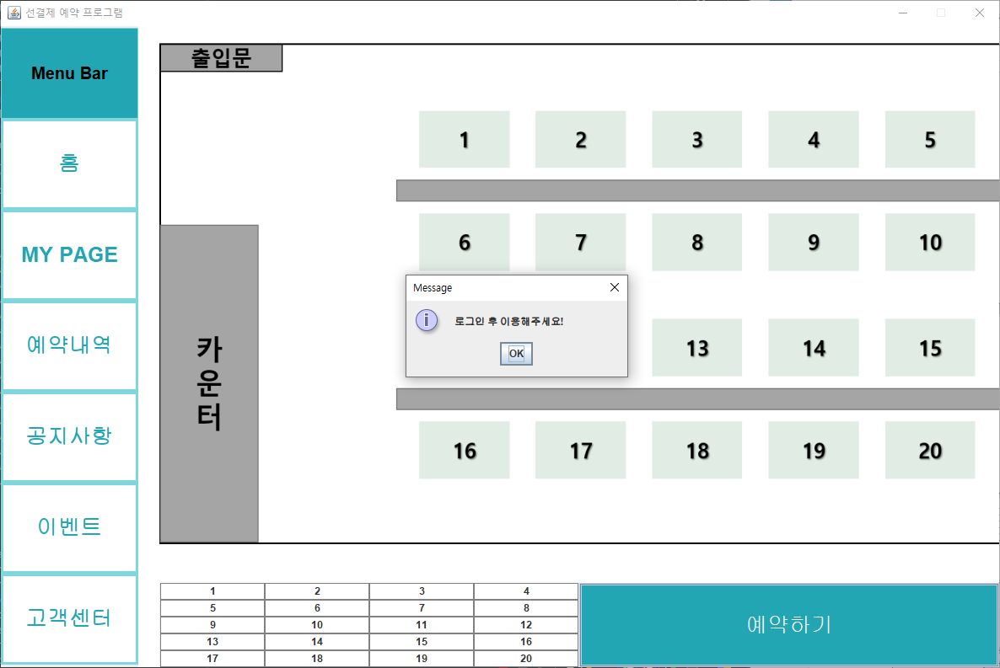 선결제 예약 프로그램
Menu Bar
홈
MY PAGE
예약내역
공지사항
이벤트
고객센터
출입문
카
운
터
1 2 3 4 5
6 7 8 9 10
Message
로그인 후 이용해주세요!
OK
13 14 15
16 17 18 19 20
1 2 3 4
5 6 7 8
9 10 11 12
13 14 15 16
17 18 19 20
예약하기